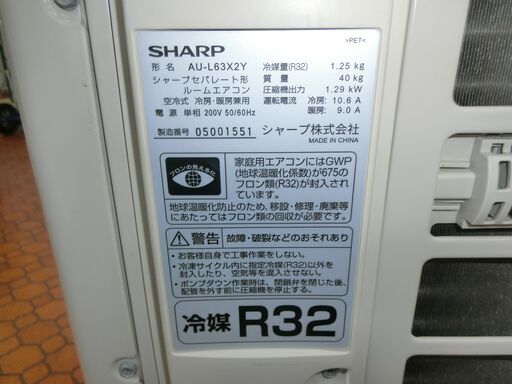 >PET<
SHARP
形 名 AU-L63X2Y
シャープセパレート形
ルームエアコン
空冷式 冷房・暖房兼用
電 源 単相 200V 50/60Hz
製造番号 05001551
冷媒量(R32) 1.25 kg
質 量 40 kg
圧縮機出力 1.29 kW
運転電流 冷房 10.6 A
暖房 9.0 A
シャープ株式会社
MADE IN CHINA
フロンの見える化
家庭用エアコンにはGWP
(地球温暖化係数)が675の
フロン類(R32)が封入され
ています。
地球温暖化防止のため、移設・修理・廃棄等
にあたってはフロン類の回収が必要です。
警告 故障・破裂などのおそれあり
• お客様自身で工事作業をしない。
• 冷凍サイクル内に指定冷媒(R32)以外を
封入したり、空気等を混入させない。
• ポンプダウン作業時は、閉鎖弁を閉じた後、
配管を外す前に圧縮機を停止する。
冷媒 R32